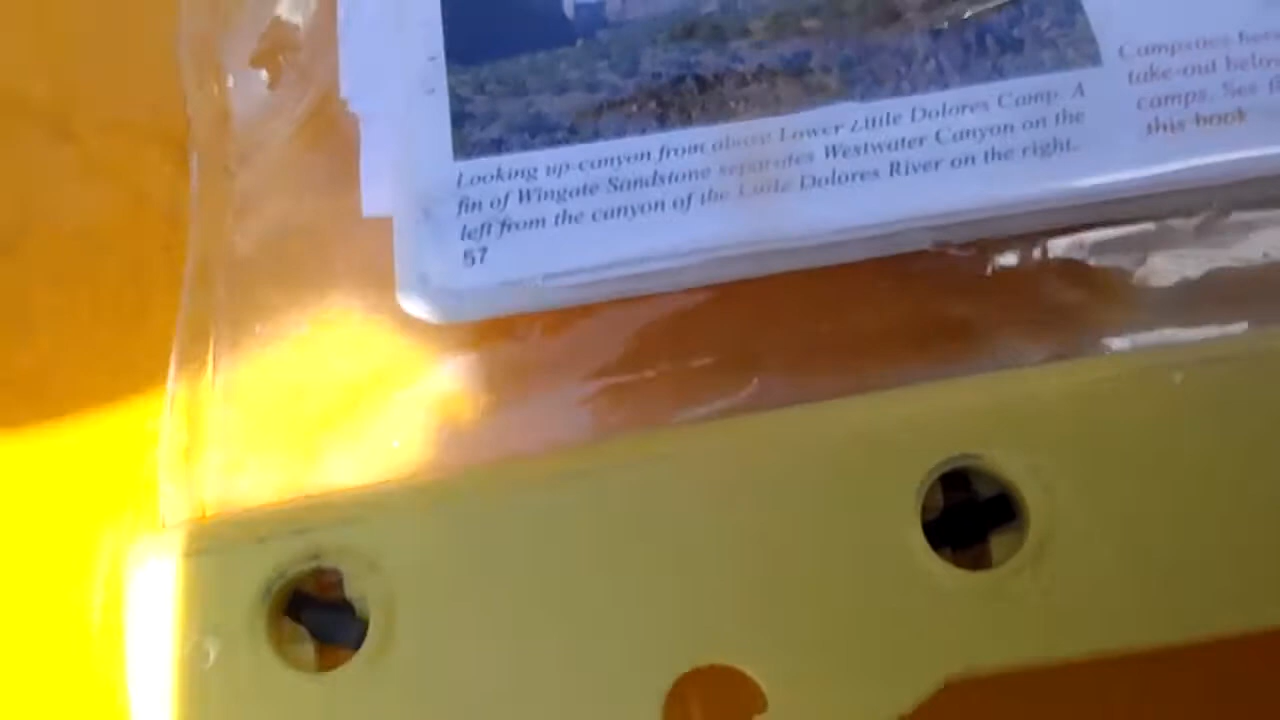 Looking up-canyon from above Lower Little Dolores Camp. A
fin of Wingate Sandstone separates Westwater Canyon on the
left from the canyon of the Little Dolores River on the right.
57
Campsites
take-out below
camps. See
this book